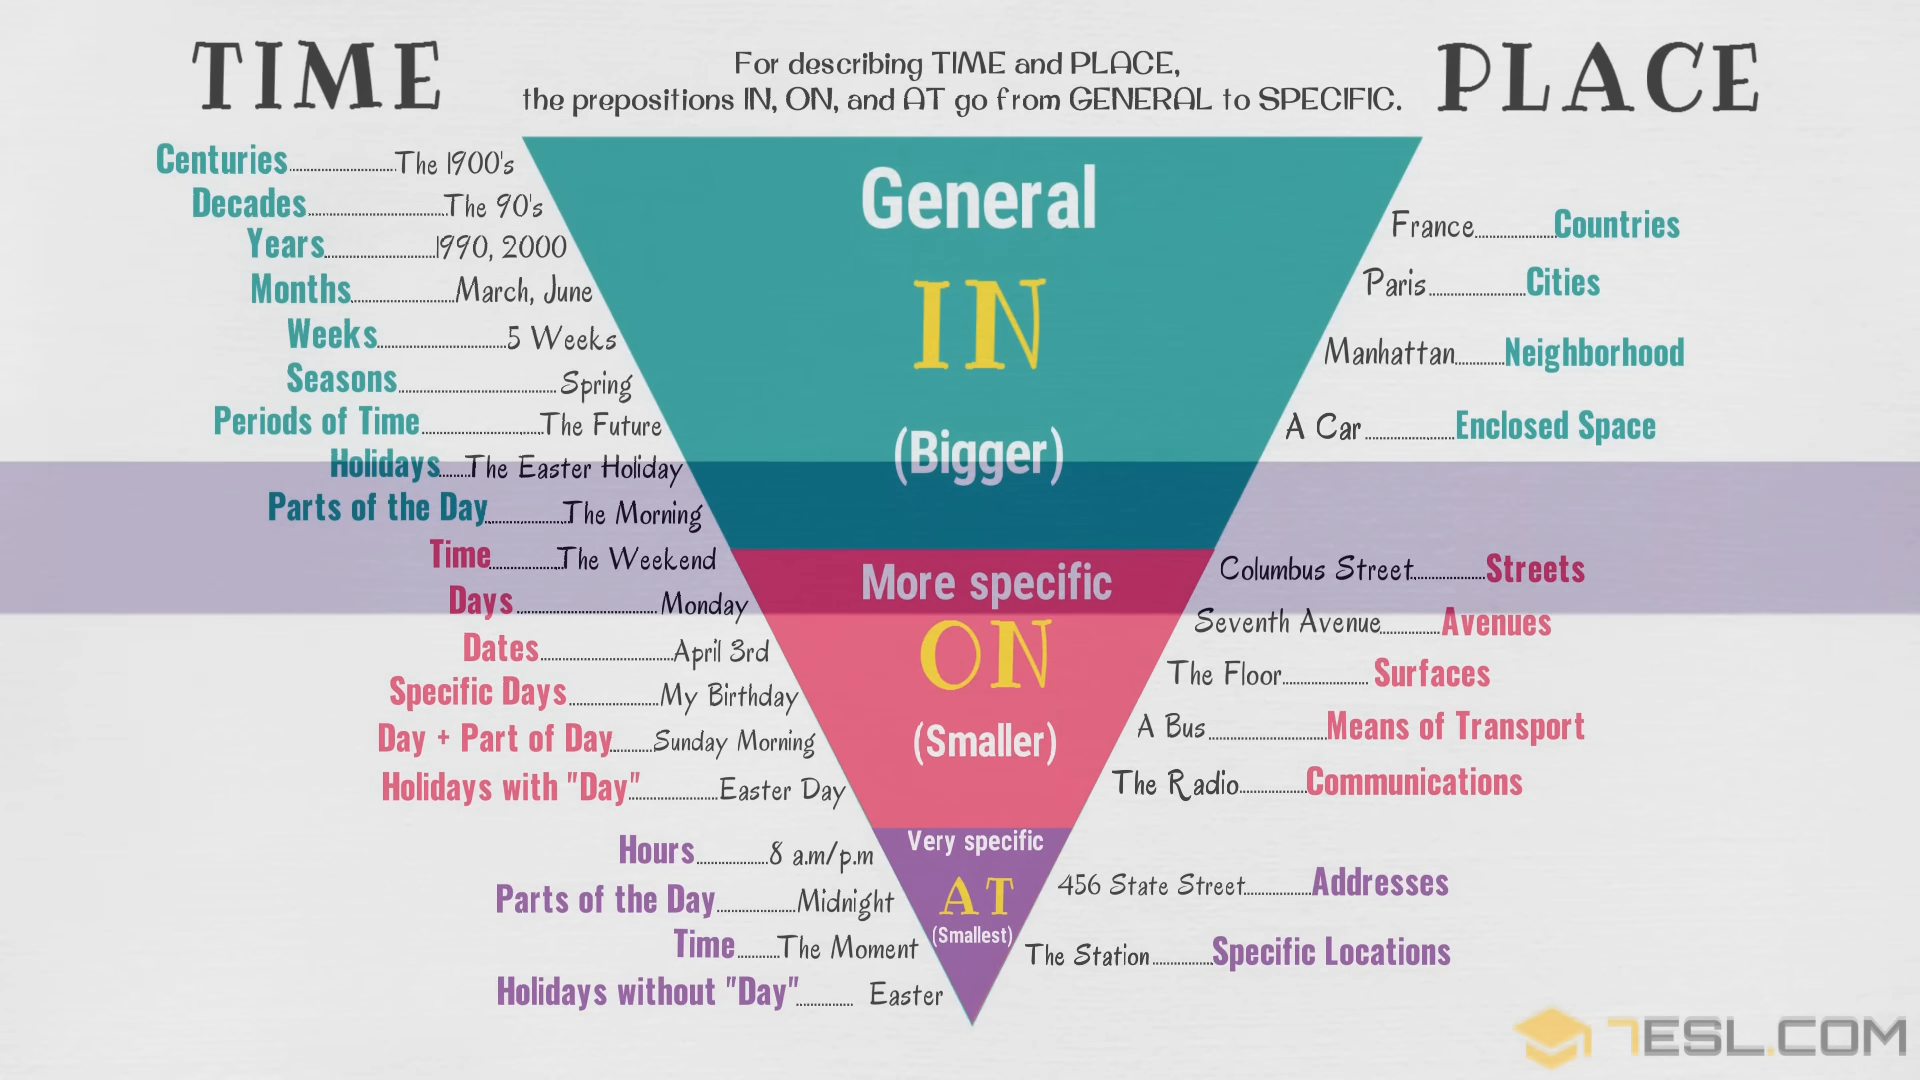 TIME
For describing TIME and PLACE,
the prepositions IN, ON, and AT go from GENERAL to SPECIFIC.
PLACE
Centuries The 1900's
Decades The 90's
Years 1990, 2000
Months March, June
Weeks 5 Weeks
Seasons Spring
Periods of Time The Future
Holidays The Easter Holiday
Parts of the Day The Morning
Time The Weekend
Days Monday
Dates April 3rd
Specific Days My Birthday
Day + Part of Day Sunday Morning
Holidays with "Day" Easter Day
Hours 8 a.m/p.m
Parts of the Day Midnight
Time The Moment
Holidays without "Day" Easter
General
IN
(Bigger)
More specific
ON
(Smaller)
Very specific
AT
(Smallest)
France Countries
Paris Cities
Manhattan Neighborhood
A Car Enclosed Space
Columbus Street Streets
Seventh Avenue Avenues
The Floor Surfaces
A Bus Means of Transport
The Radio Communications
456 State Street Addresses
The Station Specific Locations
7ESL.COM